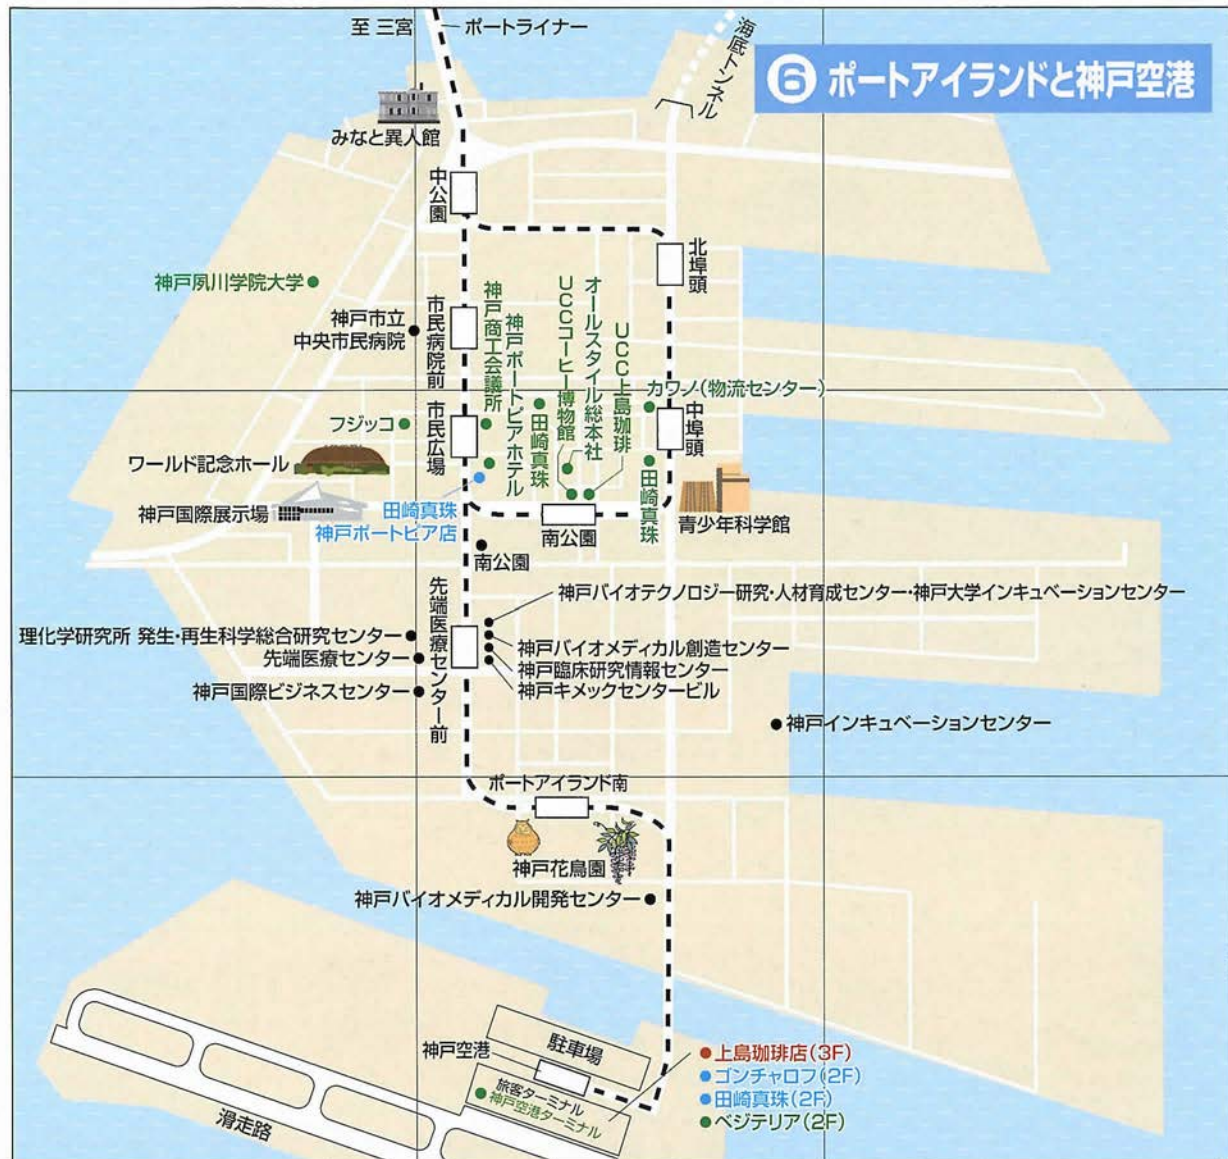 至 三宮
ポートライナー
海底トンネル
⑥ ポートアイランドと神戸空港
みなと異人館
中公園
北埠頭
神戸夙川学院大学
神戸市立
中央市民病院
市民病院前
神戸商工会議所
神戸ポートピアホテル
田崎真珠
UCCコーヒー博物館
オールスタイル総本社
UCC上島珈琲
カワノ(物流センター)
中埠頭
フジッコ
市民広場
ワールド記念ホール
田崎真珠
神戸国際展示場
田崎真珠
神戸ポートピア店
南公園
青少年科学館
南公園
先端医療センター前
神戸バイオテクノロジー研究・人材育成センター・神戸大学インキュベーションセンター
理化学研究所 発生・再生科学総合研究センター
神戸バイオメディカル創造センター
先端医療センター
神戸臨床研究情報センター
神戸国際ビジネスセンター
神戸キメックセンタービル
神戸インキュベーションセンター
ポートアイランド南
神戸花鳥園
神戸バイオメディカル開発センター
駐車場
神戸空港
上島珈琲店(3F)
ゴンチャロフ(2F)
旅客ターミナル
田崎真珠(2F)
神戸空港ターミナル
ベジテリア(2F)
滑走路